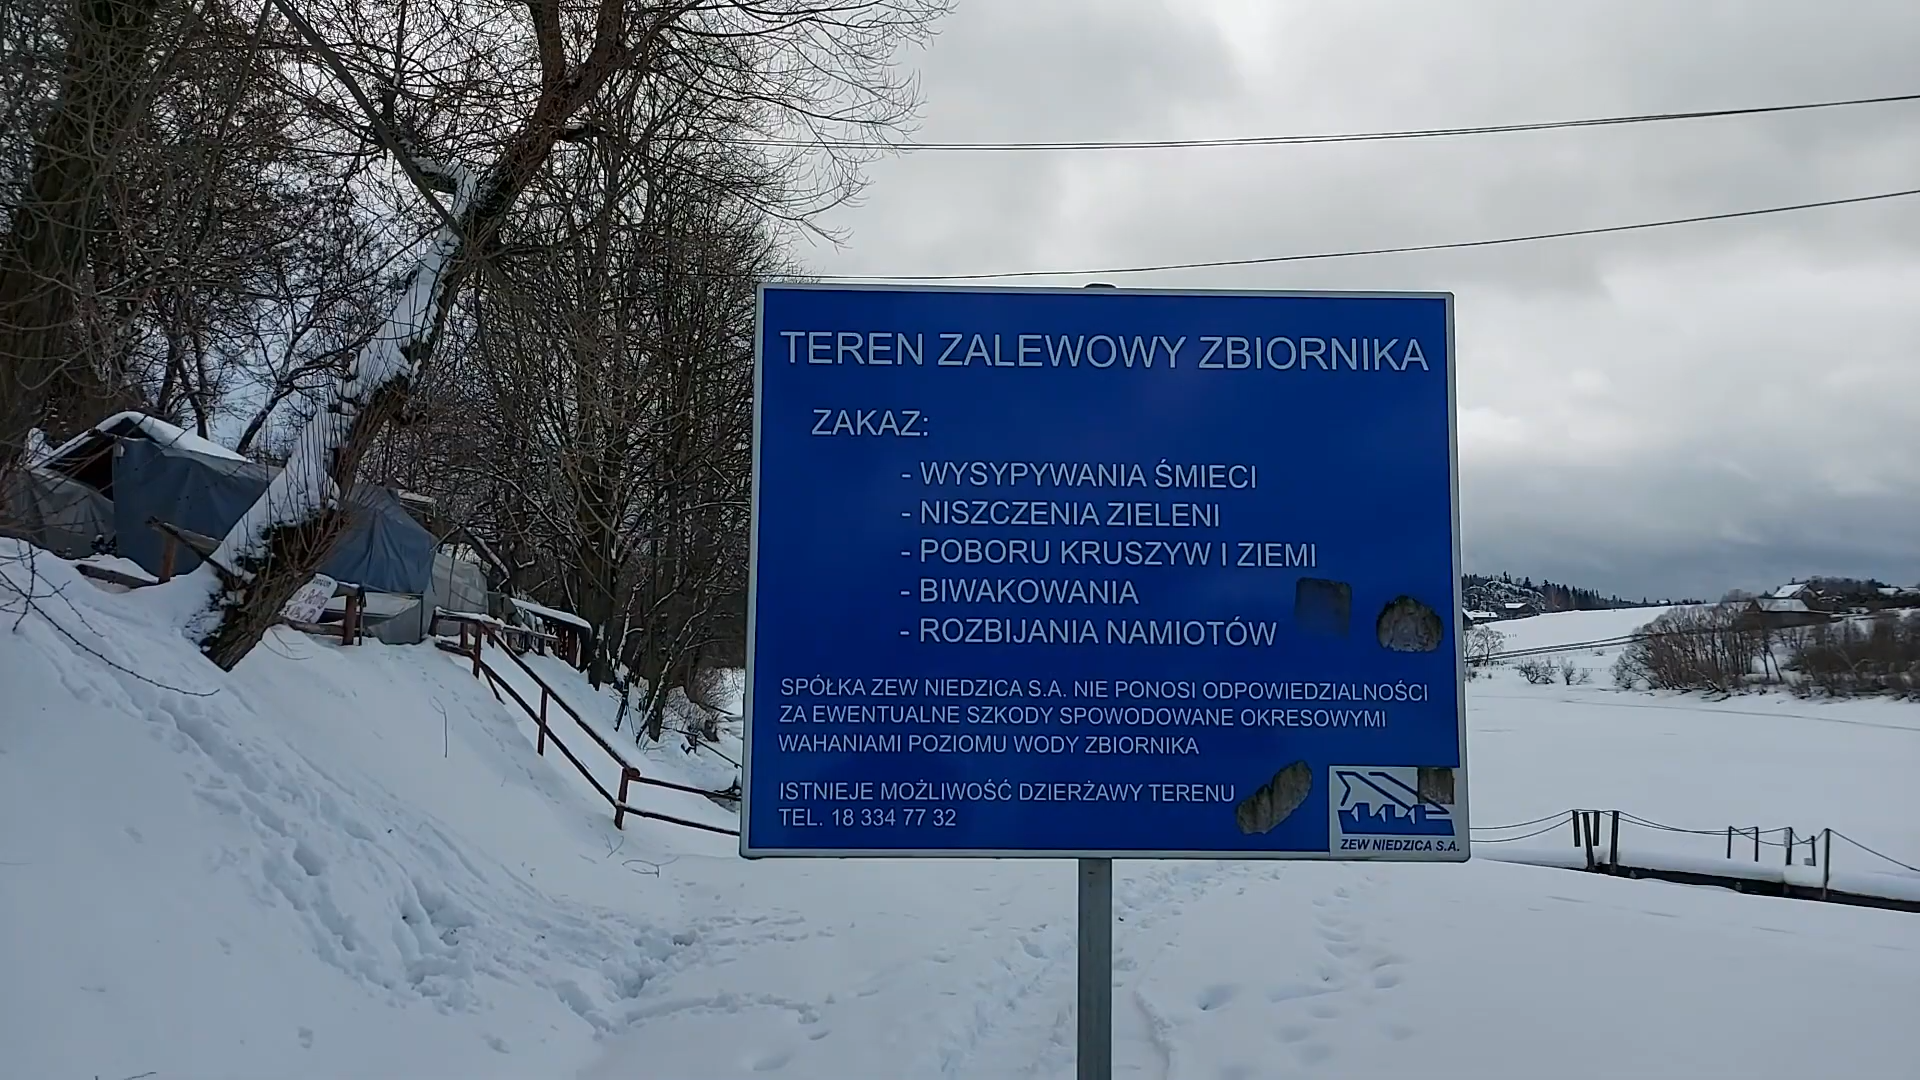 TEREN ZALEWOWY ZBIORNIKA
ZAKAZ:
- WYSYPYWANIA ŚMIECI
- NISZCZENIA ZIELENI
- POBORU KRUSZYW I ZIEMI
- BIWAKOWANIA
- ROZBIJANIA NAMIOTÓW
SPÓŁKA ZEW NIEDZICA S.A. NIE PONOSI ODPOWIEDZIALNOŚCI
ZA EWENTUALNE SZKODY SPOWODOWANE OKRESOWYMI
WAHANIAMI POZIOMU WODY ZBIORNIKA
ISTNIEJE MOŻLIWOŚĆ DZIERŻAWY TERENU
TEL. 18 334 77 32
ZEW NIEDZICA S.A.